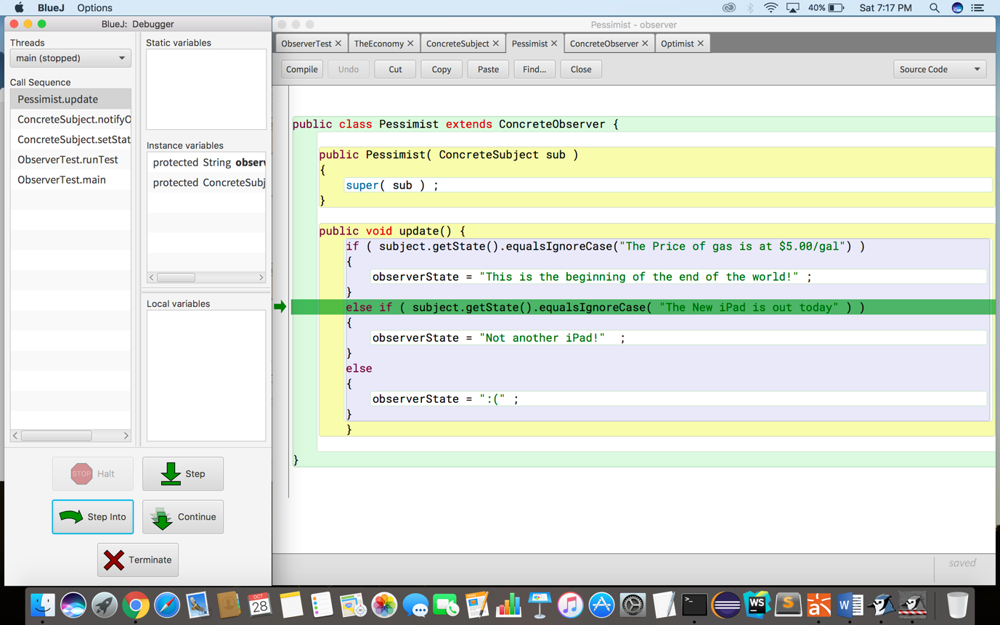 BlueJ Options 40% Sat 7:17 PM
BlueJ: Debugger
Threads
main (stopped)
Call Sequence
Pessimist.update
ConcreteSubject.notifyO
ConcreteSubject.setStat
ObserverTest.runTest
ObserverTest.main
Static variables
Instance variables
protected String observ
protected ConcreteSubj
Local variables
STOP Halt
Step
Step Into
Continue
Terminate
Pessimist - observer
ObserverTest TheEconomy ConcreteSubject Pessimist ConcreteObserver Optimist
Compile Undo Cut Copy Paste Find... Close Source Code
public class Pessimist extends ConcreteObserver {
public Pessimist( ConcreteSubject sub )
{
super( sub ) ;
}
public void update() {
if ( subject.getState().equalsIgnoreCase("The Price of gas is at $5.00/gal") )
{
observerState = "This is the beginning of the end of the world!" ;
}
else if ( subject.getState().equalsIgnoreCase( "The New iPad is out today" ) )
{
observerState = "Not another iPad!" ;
}
else
{
observerState = ":(" ;
}
}
}
saved
OCT
28
WS
S
W